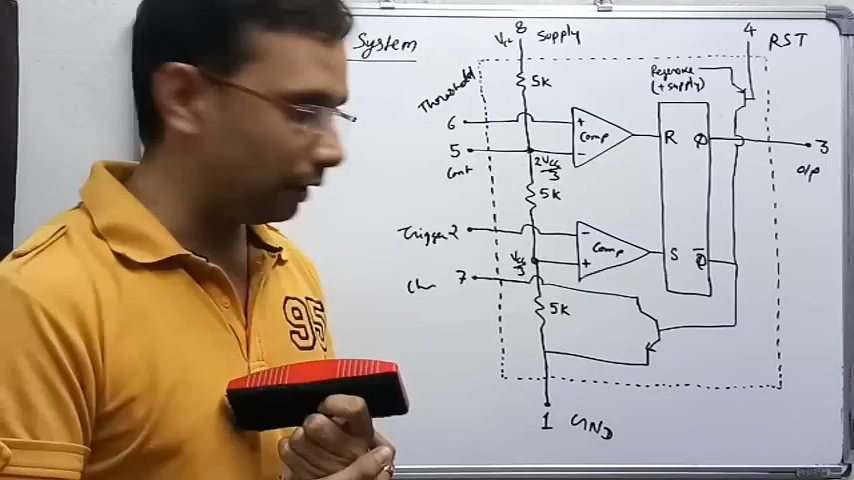 System
8
Vcc Supply
4
RST
Threshold
5K
Reference
(+supply)
6
+
Comp
-
R
Q
3
O/P
5
Cont
2Vcc/3
5K
Trigger 2
-
Comp
+
S
Q̅
Vcc/3
7
5K
1 GND
95